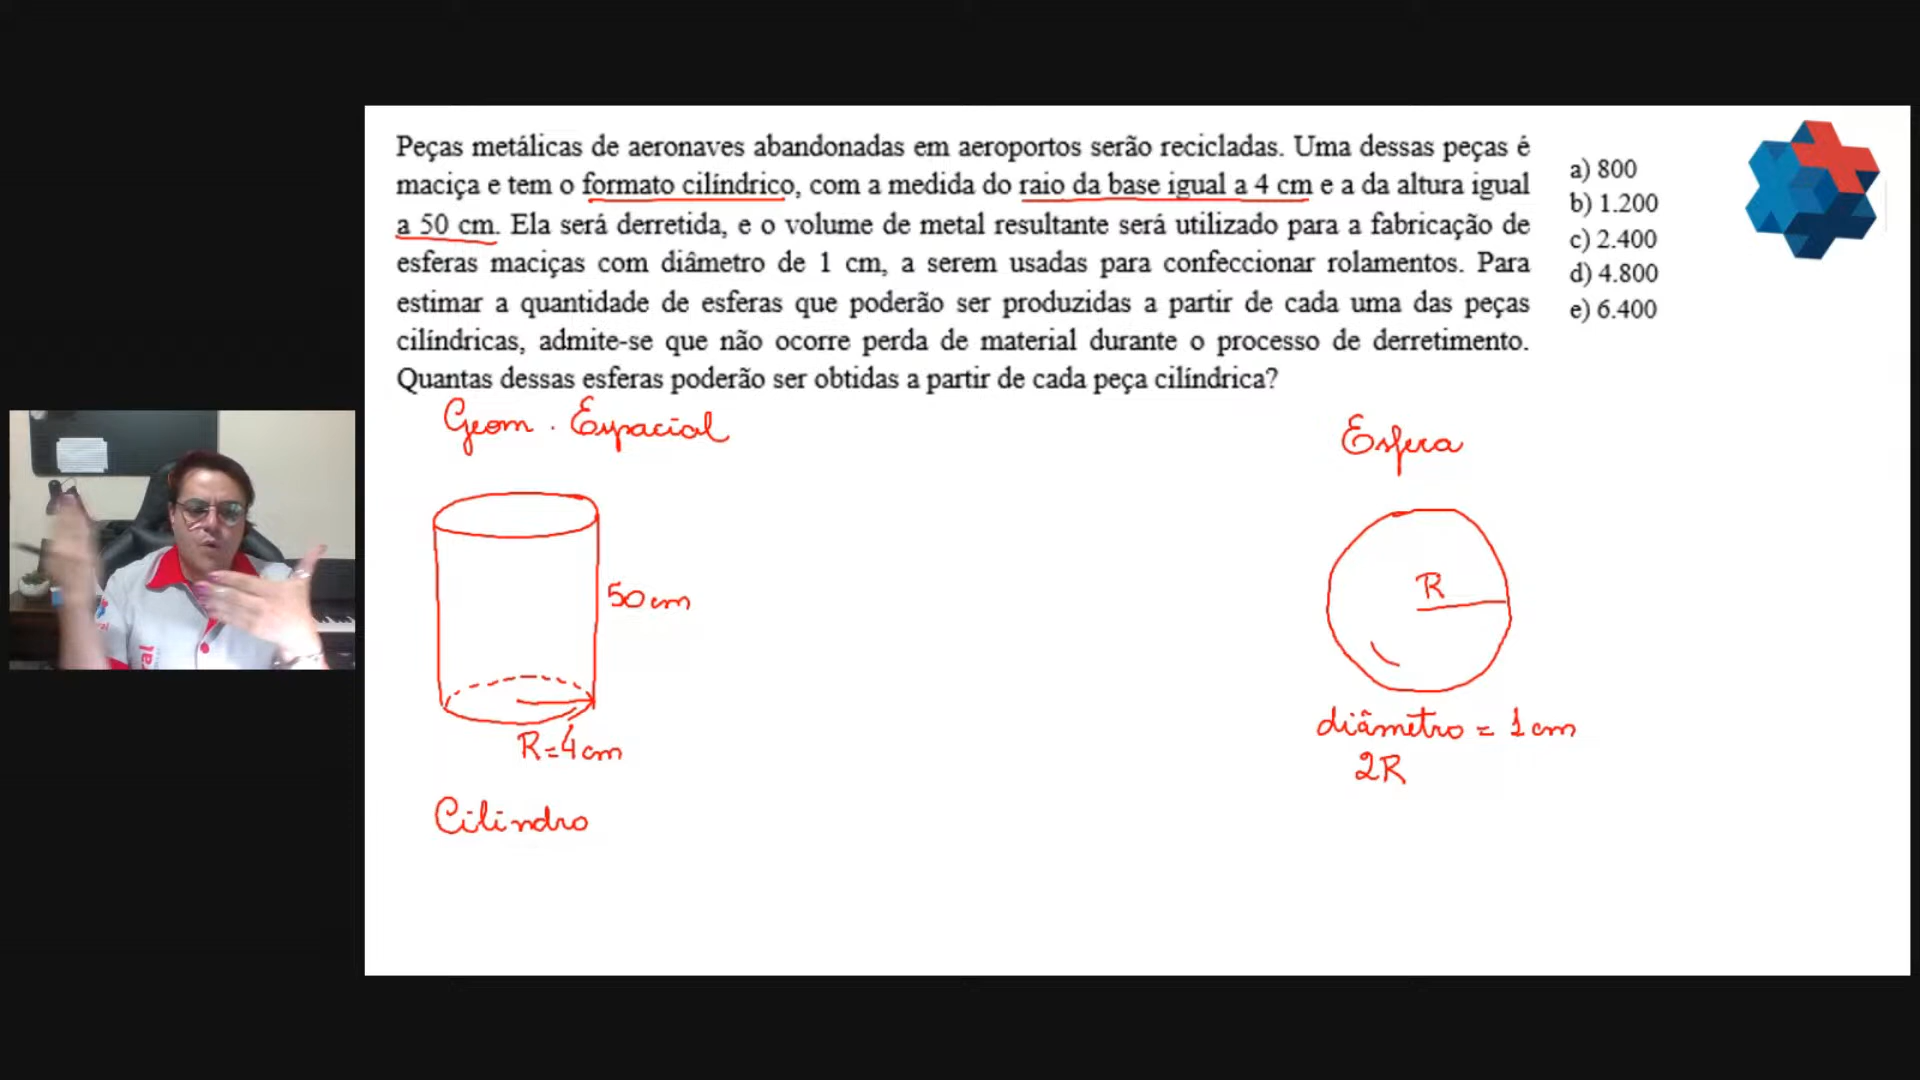 Peças metálicas de aeronaves abandonadas em aeroportos serão recicladas. Uma dessas peças é
maciça e tem o formato cilíndrico, com a medida do raio da base igual a 4 cm e a da altura igual
a 50 cm. Ela será derretida, e o volume de metal resultante será utilizado para a fabricação de
esferas maciças com diâmetro de 1 cm, a serem usadas para confeccionar rolamentos. Para
estimar a quantidade de esferas que poderão ser produzidas a partir de cada uma das peças
cilíndricas, admite-se que não ocorre perda de material durante o processo de derretimento.
Quantas dessas esferas poderão ser obtidas a partir de cada peça cilíndrica?
a) 800
b) 1.200
c) 2.400
d) 4.800
e) 6.400
Geom. Espacial
50cm
R=4cm
Cilindro
Esfera
R
diâmetro = 1cm
2R